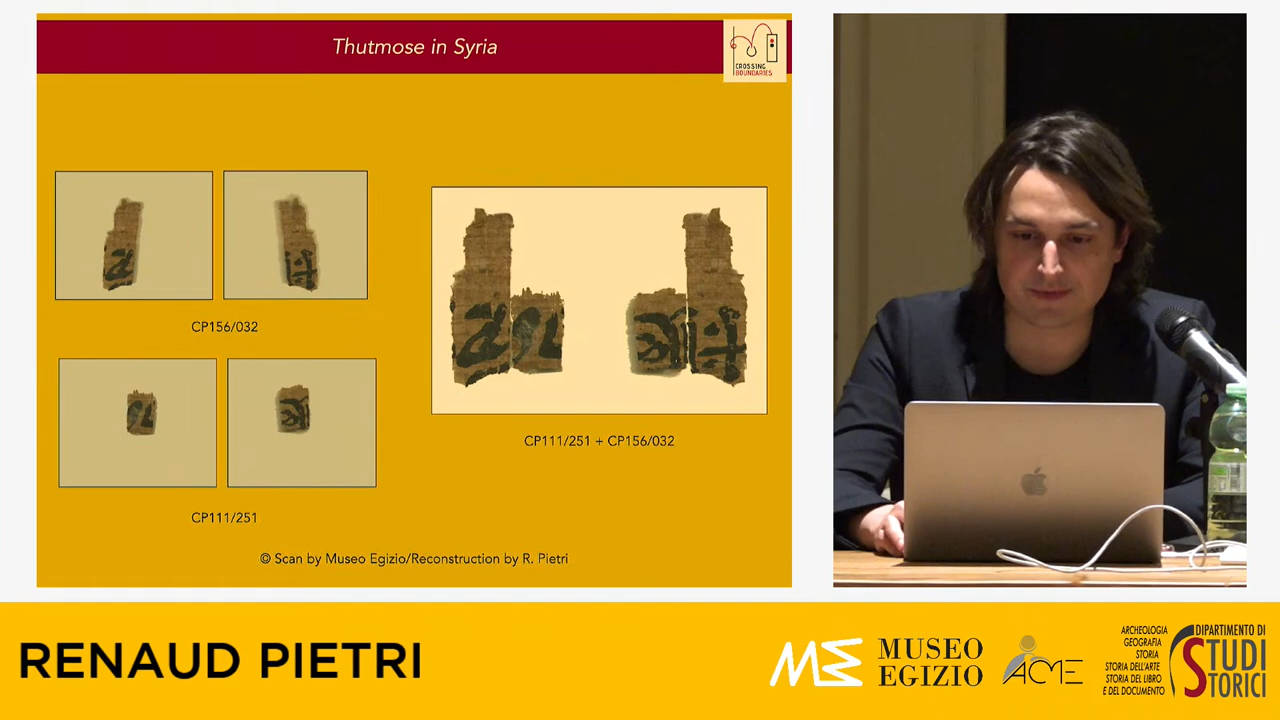 Thutmose in Syria
CROSSING
BOUNDARIES
CP156/032
CP111/251 + CP156/032
CP111/251
© Scan by Museo Egizio/Reconstruction by R. Pietri
RENAUD PIETRI
ME
MUSEO
EGIZIO
ACME
ARCHEOLOGIA
GEOGRAFIA
STORIA
STORIA DELL'ARTE
STORIA DEL LIBRO
E DEL DOCUMENTO
DIPARTIMENTO DI
STUDI
STORICI